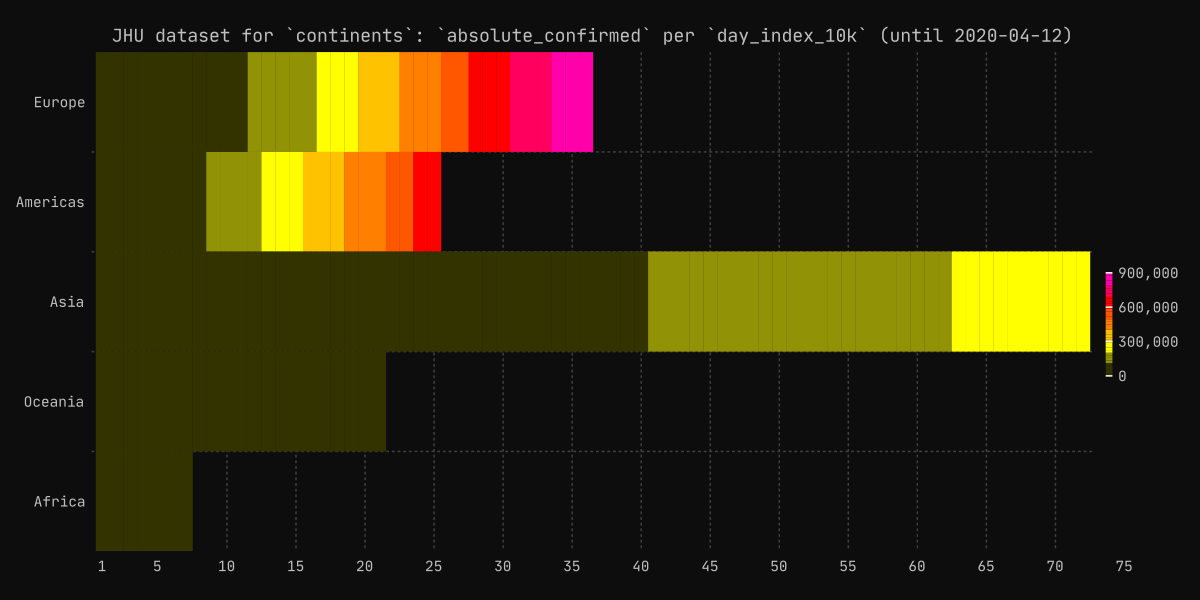 JHU dataset for `continents`: `absolute_confirmed` per `day_index_10k` (until 2020-04-12)
Europe
Americas
Asia
Oceania
Africa
900,000
600,000
300,000
0
1 5 10 15 20 25 30 35 40 45 50 55 60 65 70 75